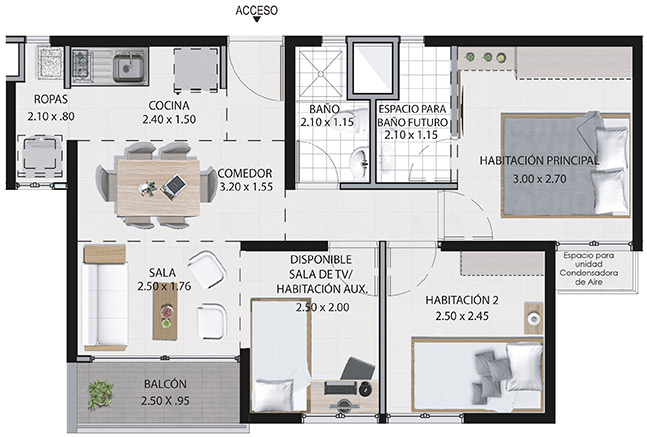 ACCESO
ROPAS
2.10 x .80
COCINA
2.40 x 1.50
BAÑO
2.10 x 1.15
ESPACIO PARA
BAÑO FUTURO
2.10 x 1.15
HABITACIÓN PRINCIPAL
3.00 x 2.70
COMEDOR
3.20 x 1.55
Espacio para
unidad
Condensadora
de Aire
SALA
2.50 x 1.76
DISPONIBLE
SALA DE TV/
HABITACIÓN AUX.
2.50 x 2.00
HABITACIÓN 2
2.50 x 2.45
BALCÓN
2.50 X .95